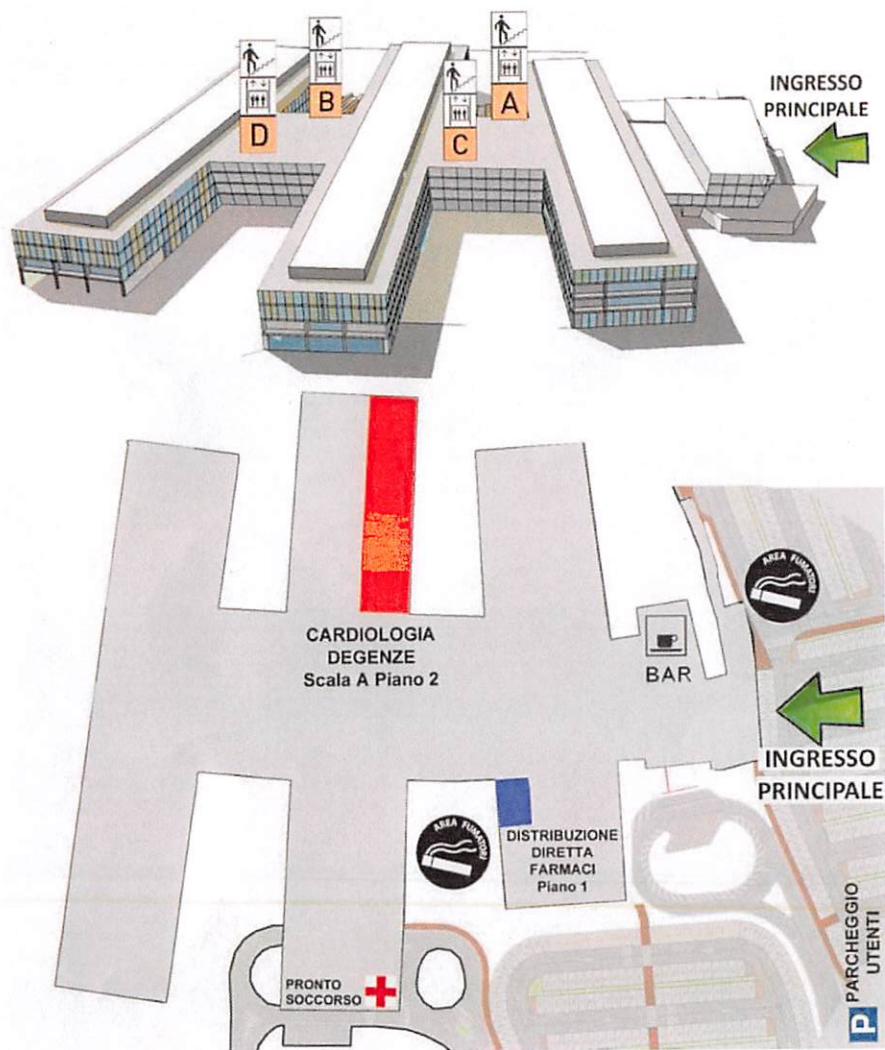 A
B
C
D
INGRESSO
PRINCIPALE
AREA FUMATORI
CARDIOLOGIA
DEGENZE
Scala A Piano 2
BAR
INGRESSO
PRINCIPALE
AREA FUMATORI
DISTRIBUZIONE
DIRETTA
FARMACI
Piano 1
PRONTO
SOCCORSO
P PARCHEGGIO
UTENTI